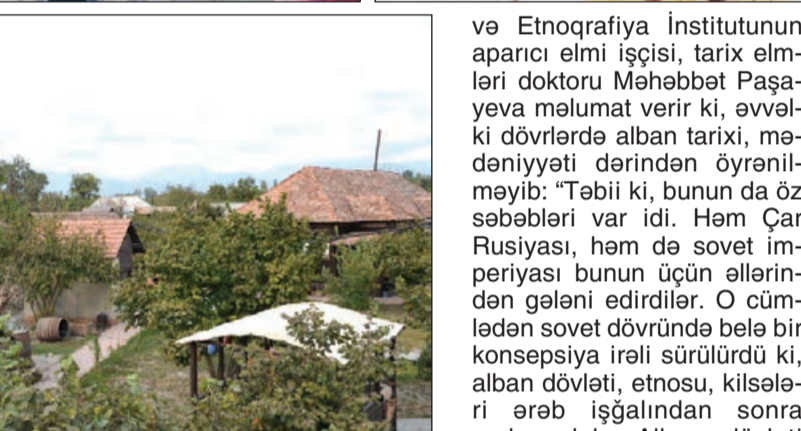 və Etnoqrafiya İnstitutunun
aparıcı elmi işçisi, tarix elm-
ləri doktoru Məhəbbət Paşa-
yeva məlumat verir ki, əvvəl-
ki dövrlərdə alban tarixi, mə-
dəniyyəti dərindən öyrənil-
məyib: “Təbii ki, bunun da öz
səbəbləri var idi. Həm Çar
Rusiyası, həm də sovet im-
periyası bunun üçün əllərin-
dən gələni edirdilər. O cüm-
lədən sovet dövründə belə bir
konsepsiya irəli sürülürdü ki,
alban dövləti, etnosu, kilsələ-
ri ərəb işğalından sonra